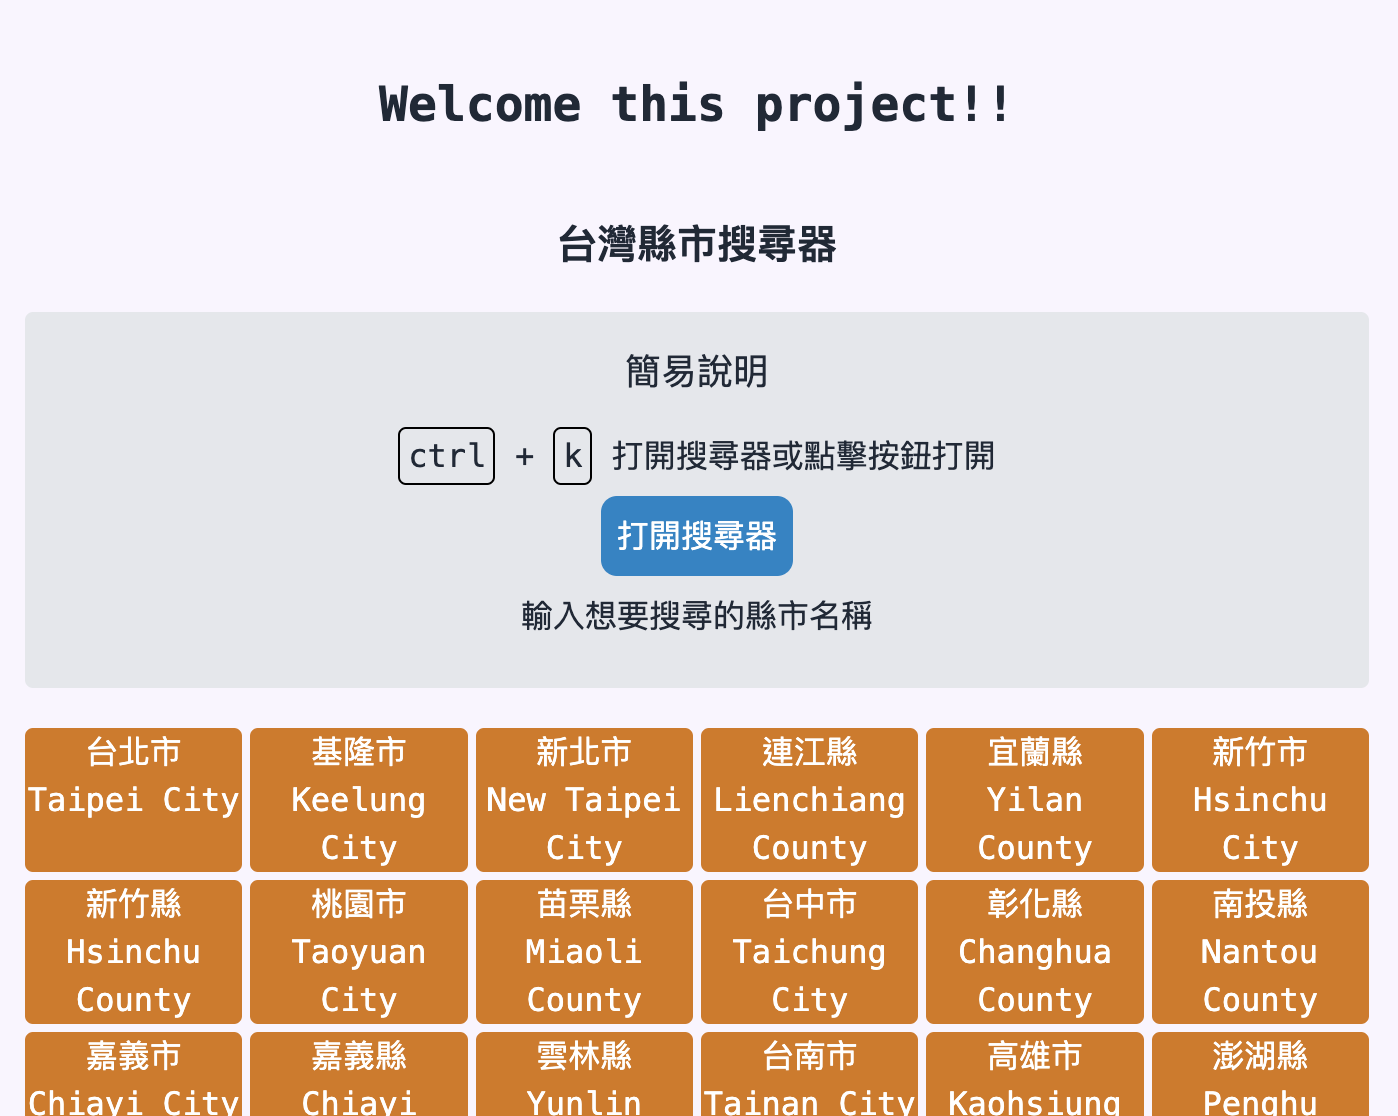 Welcome this project!!
台灣縣市搜尋器
簡易說明
ctrl + k 打開搜尋器或點擊按鈕打開
打開搜尋器
輸入想要搜尋的縣市名稱
台北市
Taipei City
基隆市
Keelung
City
新北市
New Taipei
City
連江縣
Lienchiang
County
宜蘭縣
Yilan
County
新竹市
Hsinchu
City
新竹縣
Hsinchu
County
桃園市
Taoyuan
City
苗栗縣
Miaoli
County
台中市
Taichung
City
彰化縣
Changhua
County
南投縣
Nantou
County
嘉義市
Chiayi City
嘉義縣
Chiayi
雲林縣
Yunlin
台南市
Tainan City
高雄市
Kaohsiung
澎湖縣
Penghu